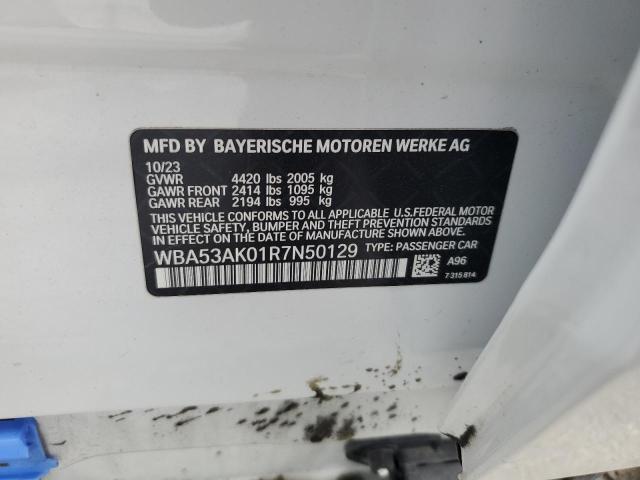 MFD BY BAYERISCHE MOTOREN WERKE AG
10/23
GVWR 4420 lbs 2005 kg
GAWR FRONT 2414 lbs 1095 kg
GAWR REAR 2194 lbs 995 kg
THIS VEHICLE CONFORMS TO ALL APPLICABLE U.S.FEDERAL MOTOR
VEHICLE SAFETY, BUMPER, AND THEFT PREVENTION STANDARDS
IN EFFECT ON THE DATE OF MANUFACTURE SHOWN ABOVE.
WBA53AK01R7N50129 TYPE: PASSENGER CAR
A96
7 315 814